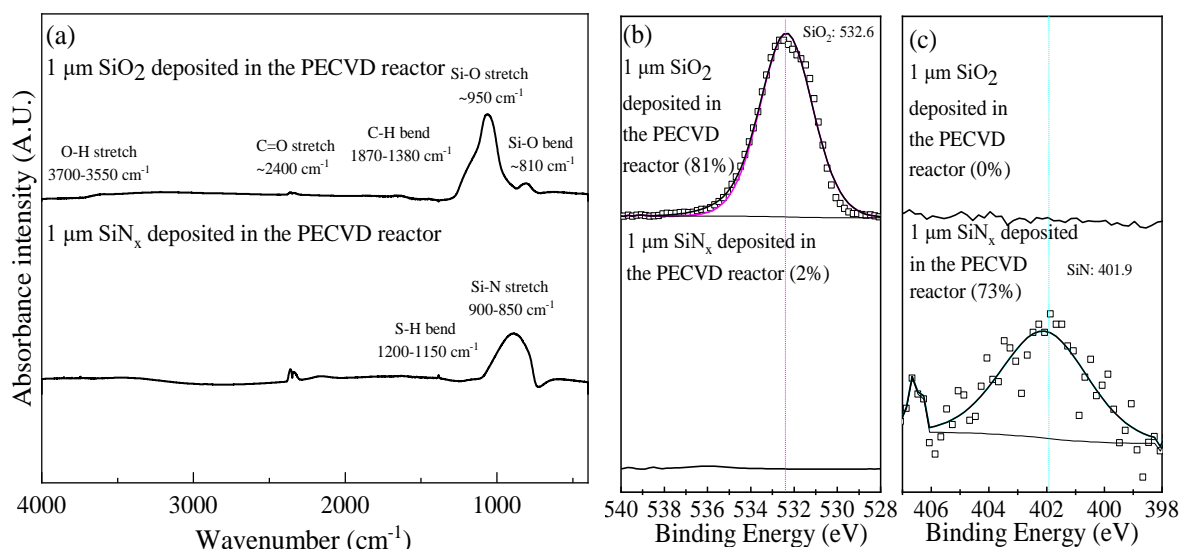 (a)
1 μm SiO2 deposited in the PECVD reactor
Si-O stretch
~950 cm-1
C-H bend
1870-1380 cm-1
Si-O bend
~810 cm-1
C=O stretch
~2400 cm-1
O-H stretch
3700-3550 cm-1
1 μm SiNx deposited in the PECVD reactor
Si-N stretch
900-850 cm-1
S-H bend
1200-1150 cm-1
Absorbance intensity (A.U.)
4000
3000
2000
1000
Wavenumber (cm-1)
(b)
SiO2: 532.6
1 μm SiO2
deposited in
the PECVD
reactor (81%)
1 μm SiNx deposited in
the PECVD reactor (2%)
540 538 536 534 532 530 528
Binding Energy (eV)
(c)
1 μm SiO2
deposited in
the PECVD
reactor (0%)
1 μm SiNx deposited
in the PECVD
reactor (73%)
SiN: 401.9
406 404 402 400 398
Binding Energy (eV)